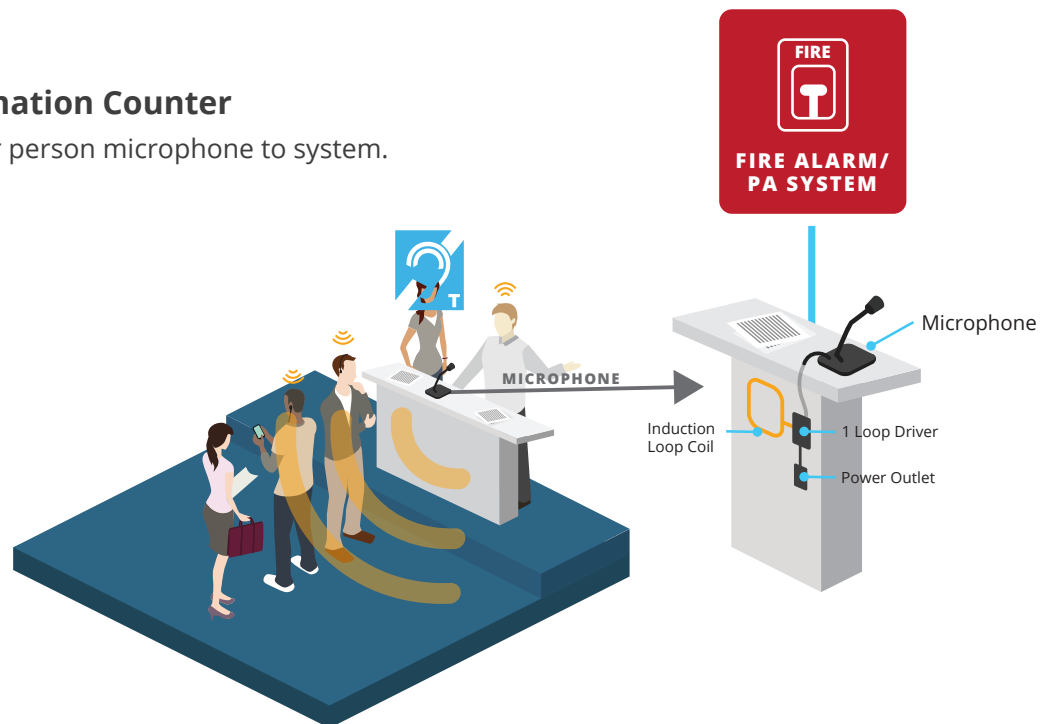 mation Counter
r person microphone to system.
FIRE
FIRE ALARM/
PA SYSTEM
T
MICROPHONE
Microphone
Induction
Loop Coil
1 Loop Driver
Power Outlet